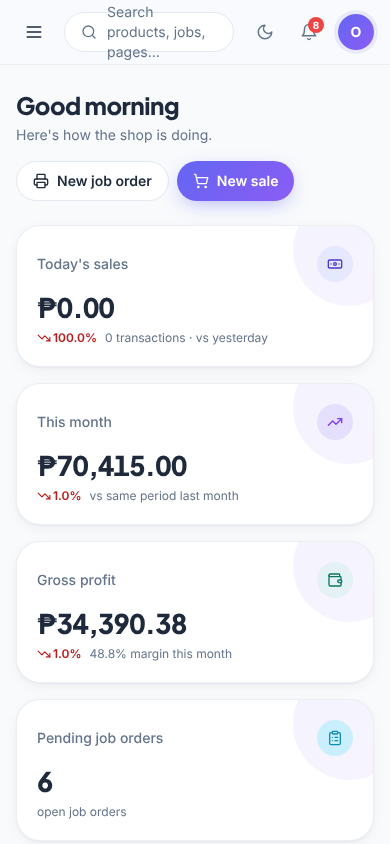 Search
products, jobs,
pages...
8
O
Good morning
Here's how the shop is doing.
New job order
New sale
Today's sales
₱0.00
100.0% 0 transactions · vs yesterday
This month
₱70,415.00
1.0% vs same period last month
Gross profit
₱34,390.38
1.0% 48.8% margin this month
Pending job orders
6
open job orders